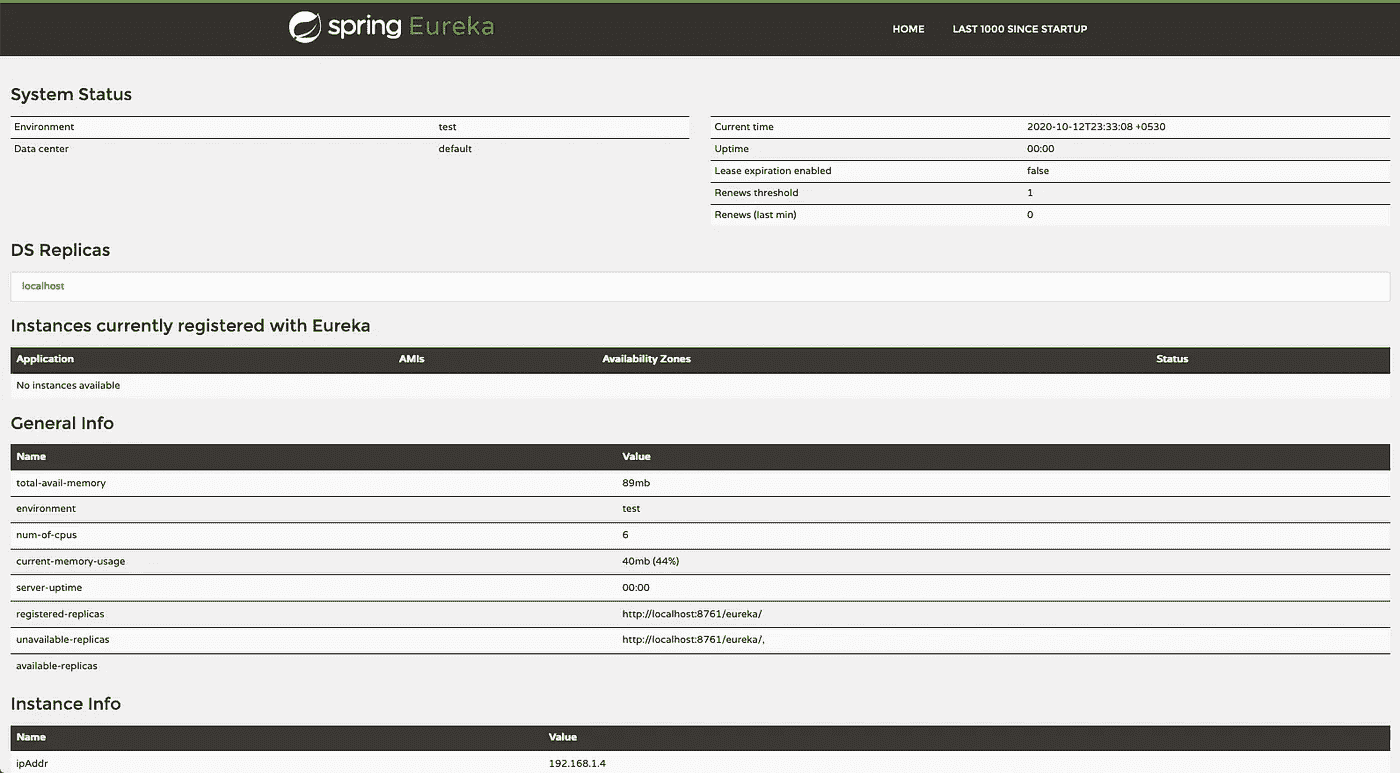 spring Eureka
HOME LAST 1000 SINCE STARTUP
System Status
Environment test
Data center default
Current time 2020-10-12T23:33:08 +0530
Uptime 00:00
Lease expiration enabled false
Renews threshold 1
Renews (last min) 0
DS Replicas
localhost
Instances currently registered with Eureka
Application AMIs Availability Zones Status
No instances available
General Info
Name Value
total-avail-memory 89mb
environment test
num-of-cpus 6
current-memory-usage 40mb (44%)
server-uptime 00:00
registered-replicas http://localhost:8761/eureka/
unavailable-replicas http://localhost:8761/eureka/,
available-replicas
Instance Info
Name Value
ipAddr 192.168.1.4